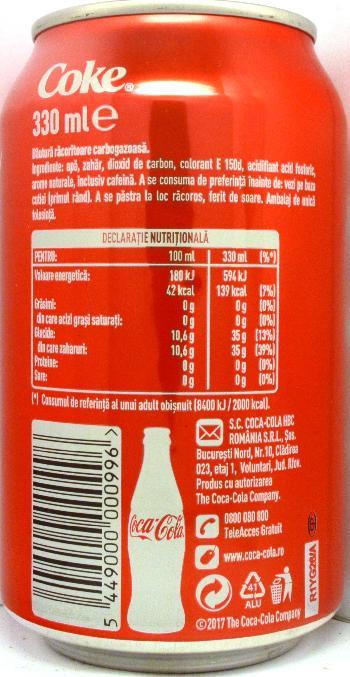 Coke®
330 ml e
Băutură răcoritoare carbogazoasă.
Ingrediente: apă, zahăr, dioxid de carbon, colorant E 150d, acidifiant acid fosforic,
arome naturale, inclusiv cafeină. A se consuma de preferință înainte de: vezi pe baza
cutiei (primul rând). A se păstra la loc răcoros, ferit de soare. Ambalaj de unică
folosință.
DECLARAȚIE NUTRIȚIONALĂ
PENTRU: 100 ml 330 ml (%*)
Valoare energetică: 180 kJ 594 kJ
42 kcal 139 kcal (7%)
Grăsimi: 0 g 0 g (0%)
din care acizi grași saturați: 0 g 0 g (0%)
Glucide: 10,6 g 35 g (13%)
din care zaharuri: 10,6 g 35 g (39%)
Proteine: 0 g 0 g (0%)
Sare: 0 g 0 g (0%)
(*) Consumul de referință al unui adult obișnuit (8400 kJ / 2000 kcal).
S.C. COCA-COLA HBC
ROMÂNIA S.R.L., Șos.
București Nord, Nr.10, Clădirea
O23, etaj 1, Voluntari, Jud. Ilfov.
Produs cu autorizarea
The Coca-Cola Company.
0800 080 800
TeleAcces Gratuit
www.coca-cola.ro
Coca-Cola
5 449000 000996 >
41
ALU
©2017 The Coca-Cola Company